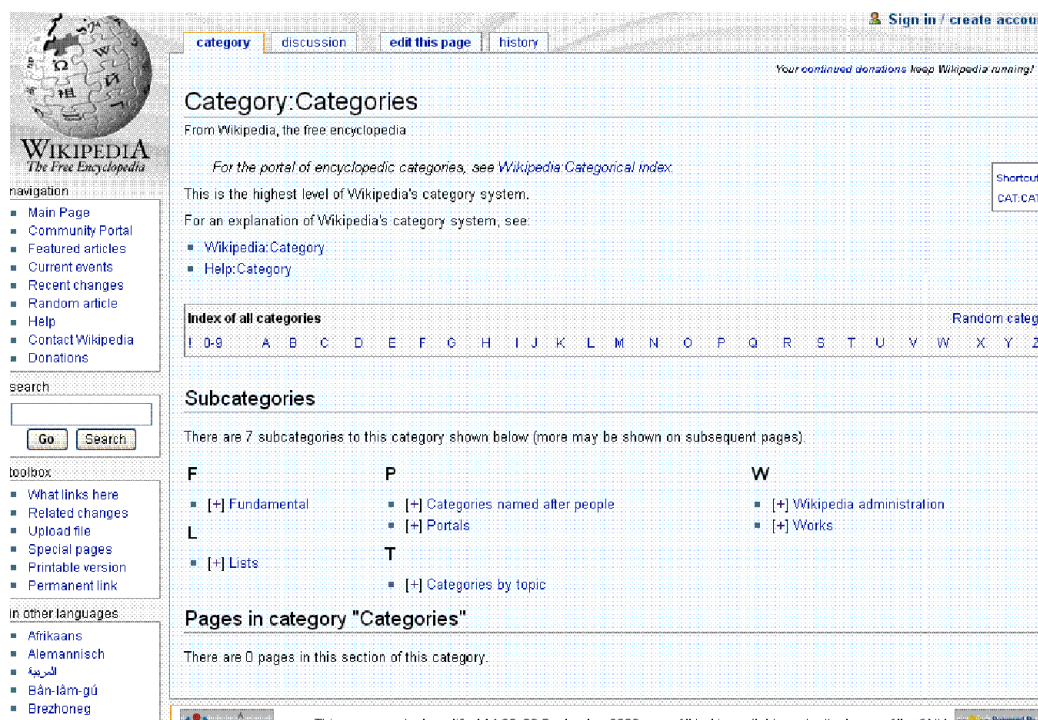 Sign in / create accou
category discussion edit this page history
Your continued donations keep Wikipedia running!
Category:Categories
From Wikipedia, the free encyclopedia
For the portal of encyclopedic categories, see Wikipedia:Categorical index.
Shortcut
CAT:CAT
This is the highest level of Wikipedia's category system.
For an explanation of Wikipedia's category system, see:
Wikipedia:Category
Help:Category
Index of all categories Random categ
! 0-9 A B C D E F G H I J K L M N O P Q R S T U V W X Y Z
Subcategories
There are 7 subcategories to this category shown below (more may be shown on subsequent pages).
F
[+] Fundamental
L
[+] Lists
P
[+] Categories named after people
[+] Portals
T
[+] Categories by topic
W
[+] Wikipedia administration
[+] Works
Pages in category "Categories"
There are 0 pages in this section of this category.
WIKIPEDIA
The Free Encyclopedia
navigation
Main Page
Community Portal
Featured articles
Current events
Recent changes
Random article
Help
Contact Wikipedia
Donations
search
Go Search
toolbox
What links here
Related changes
Upload file
Special pages
Printable version
Permanent link
in other languages
Afrikaans
Alemannisch
العربية
Bân-lâm-gú
Brezhoneg